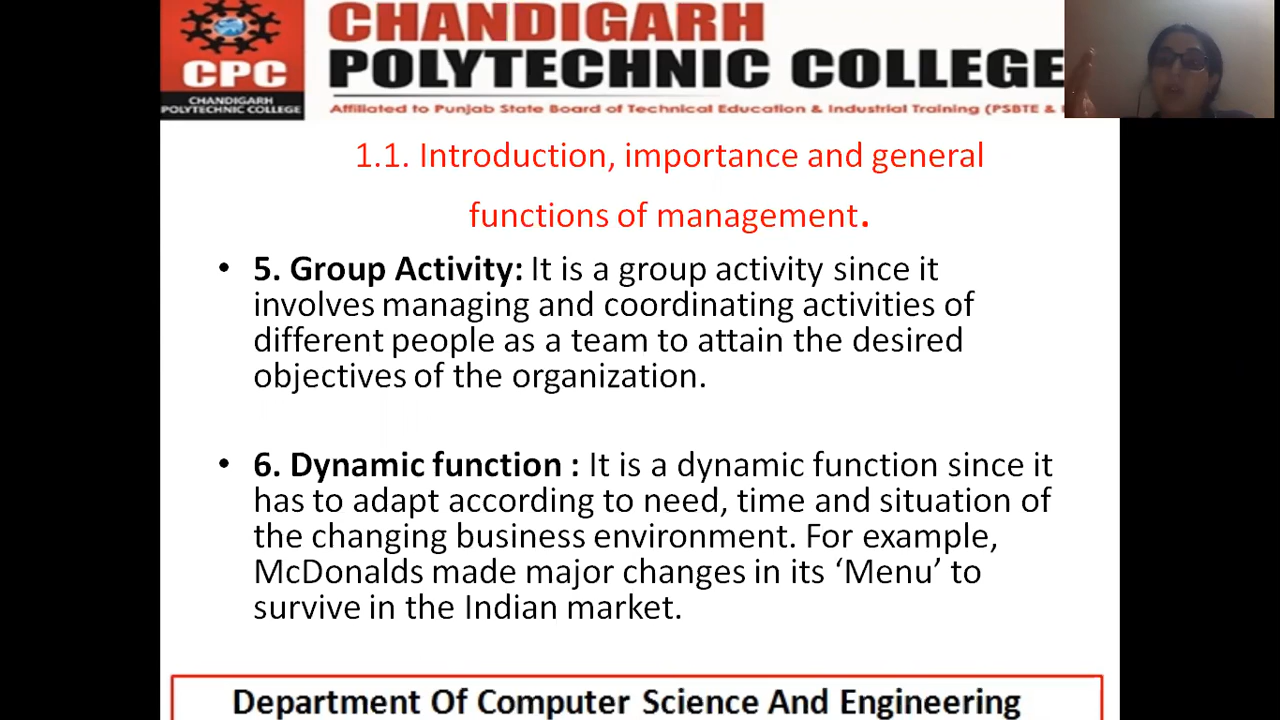 CPC
CHANDIGARH
POLYTECHNIC COLLEGE
CHANDIGARH
POLYTECHNIC COLLEGE
Affiliated to Punjab State Board of Technical Education & Industrial Training (PSBTE &
1.1. Introduction, importance and general
functions of management.
• 5. Group Activity: It is a group activity since it
involves managing and coordinating activities of
different people as a team to attain the desired
objectives of the organization.
• 6. Dynamic function : It is a dynamic function since it
has to adapt according to need, time and situation of
the changing business environment. For example,
McDonalds made major changes in its ‘Menu’ to
survive in the Indian market.
Department Of Computer Science And Engineering